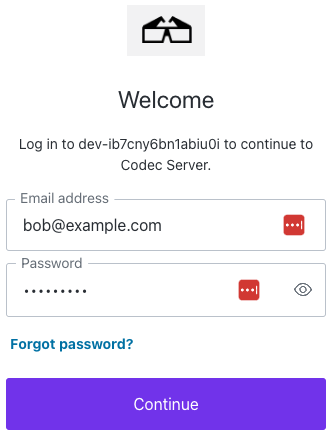 Welcome
Log in to dev-ib7cny6bn1abiu0i to continue to
Codec Server.
Email address
bob@example.com
Password
•••••••••
Forgot password?
Continue